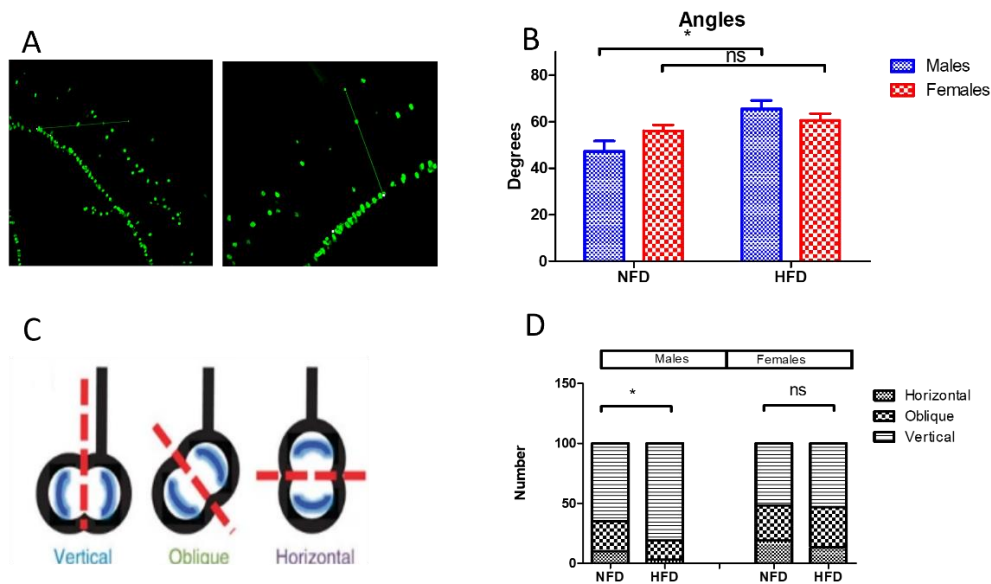 A
B
Angles
*
ns
80
60
40
20
0
Degrees
NFD
HFD
Males
Females
C
Vertical
Oblique
Horizontal
D
Males
Females
150
100
50
0
Number
*
ns
NFD
HFD
NFD
HFD
Horizontal
Oblique
Vertical